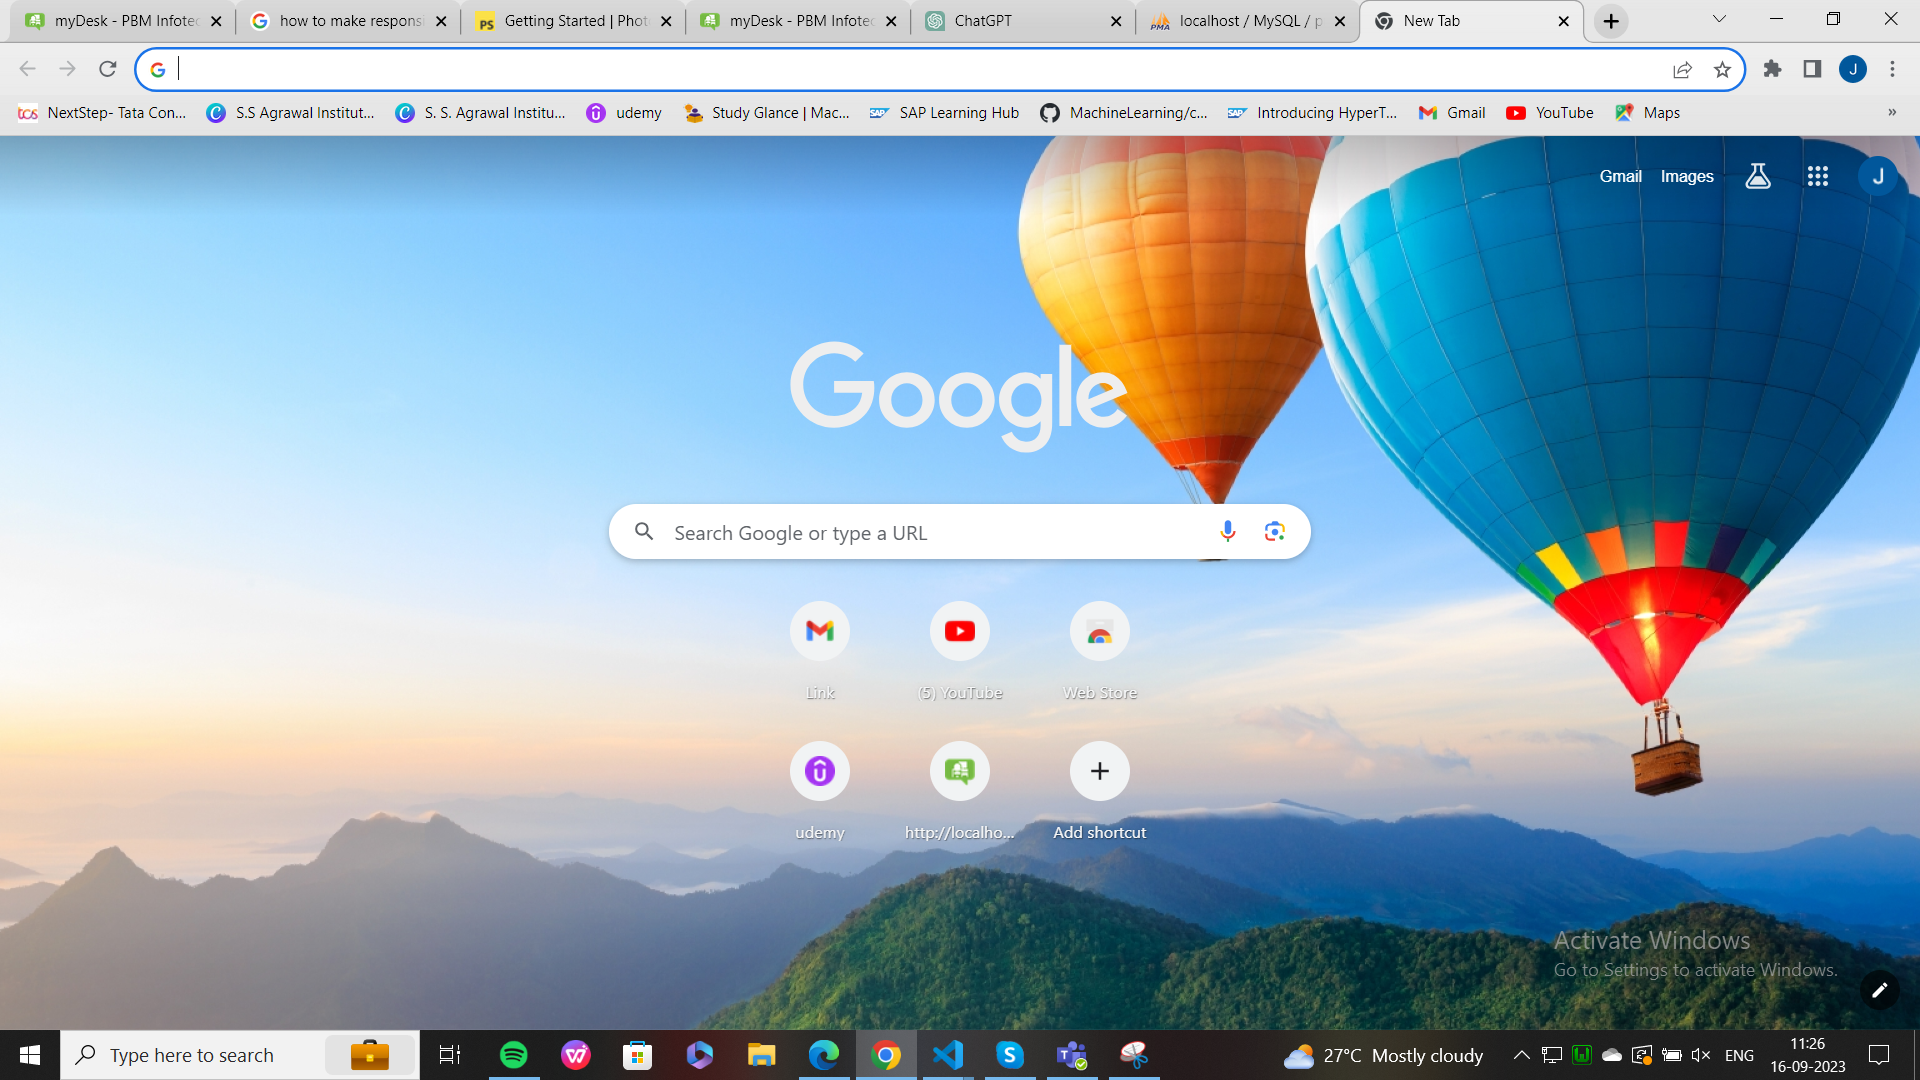 myDesk - PBM Infotec
how to make responsi
Getting Started | Phot
myDesk - PBM Infotec
ChatGPT
localhost / MySQL / p
New Tab
NextStep- Tata Con...
S.S Agrawal Institut...
S. S. Agrawal Institu...
udemy
Study Glance | Mac...
SAP Learning Hub
MachineLearning/c...
Introducing HyperT...
Gmail
YouTube
Maps
»
Gmail
Images
J
Google
Search Google or type a URL
Link
(5) YouTube
Web Store
udemy
http://localho...
Add shortcut
Activate Windows
Go to Settings to activate Windows.
Type here to search
27°C Mostly cloudy
ENG
11:26
16-09-2023